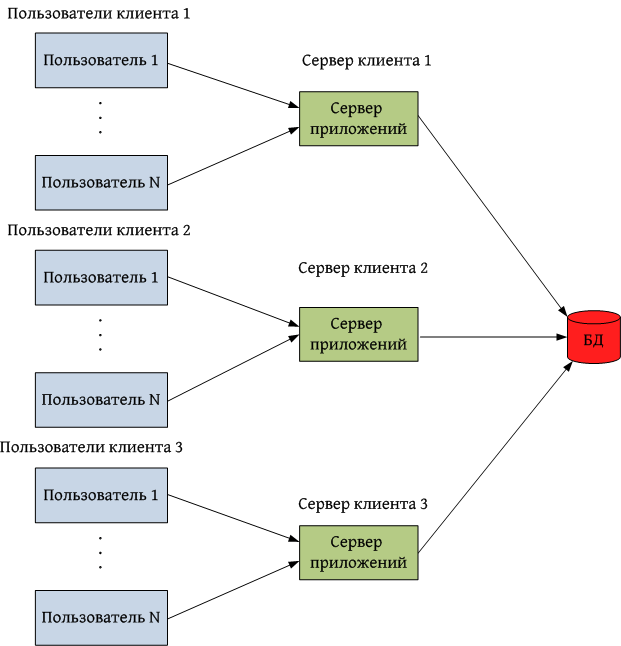 Пользователи клиента 1
Пользователь 1
Сервер клиента 1
Сервер
приложений
Пользователь N
Пользователи клиента 2
Пользователь 1
Сервер клиента 2
Сервер
приложений
БД
Пользователь N
Пользователи клиента 3
Пользователь 1
Сервер клиента 3
Сервер
приложений
Пользователь N